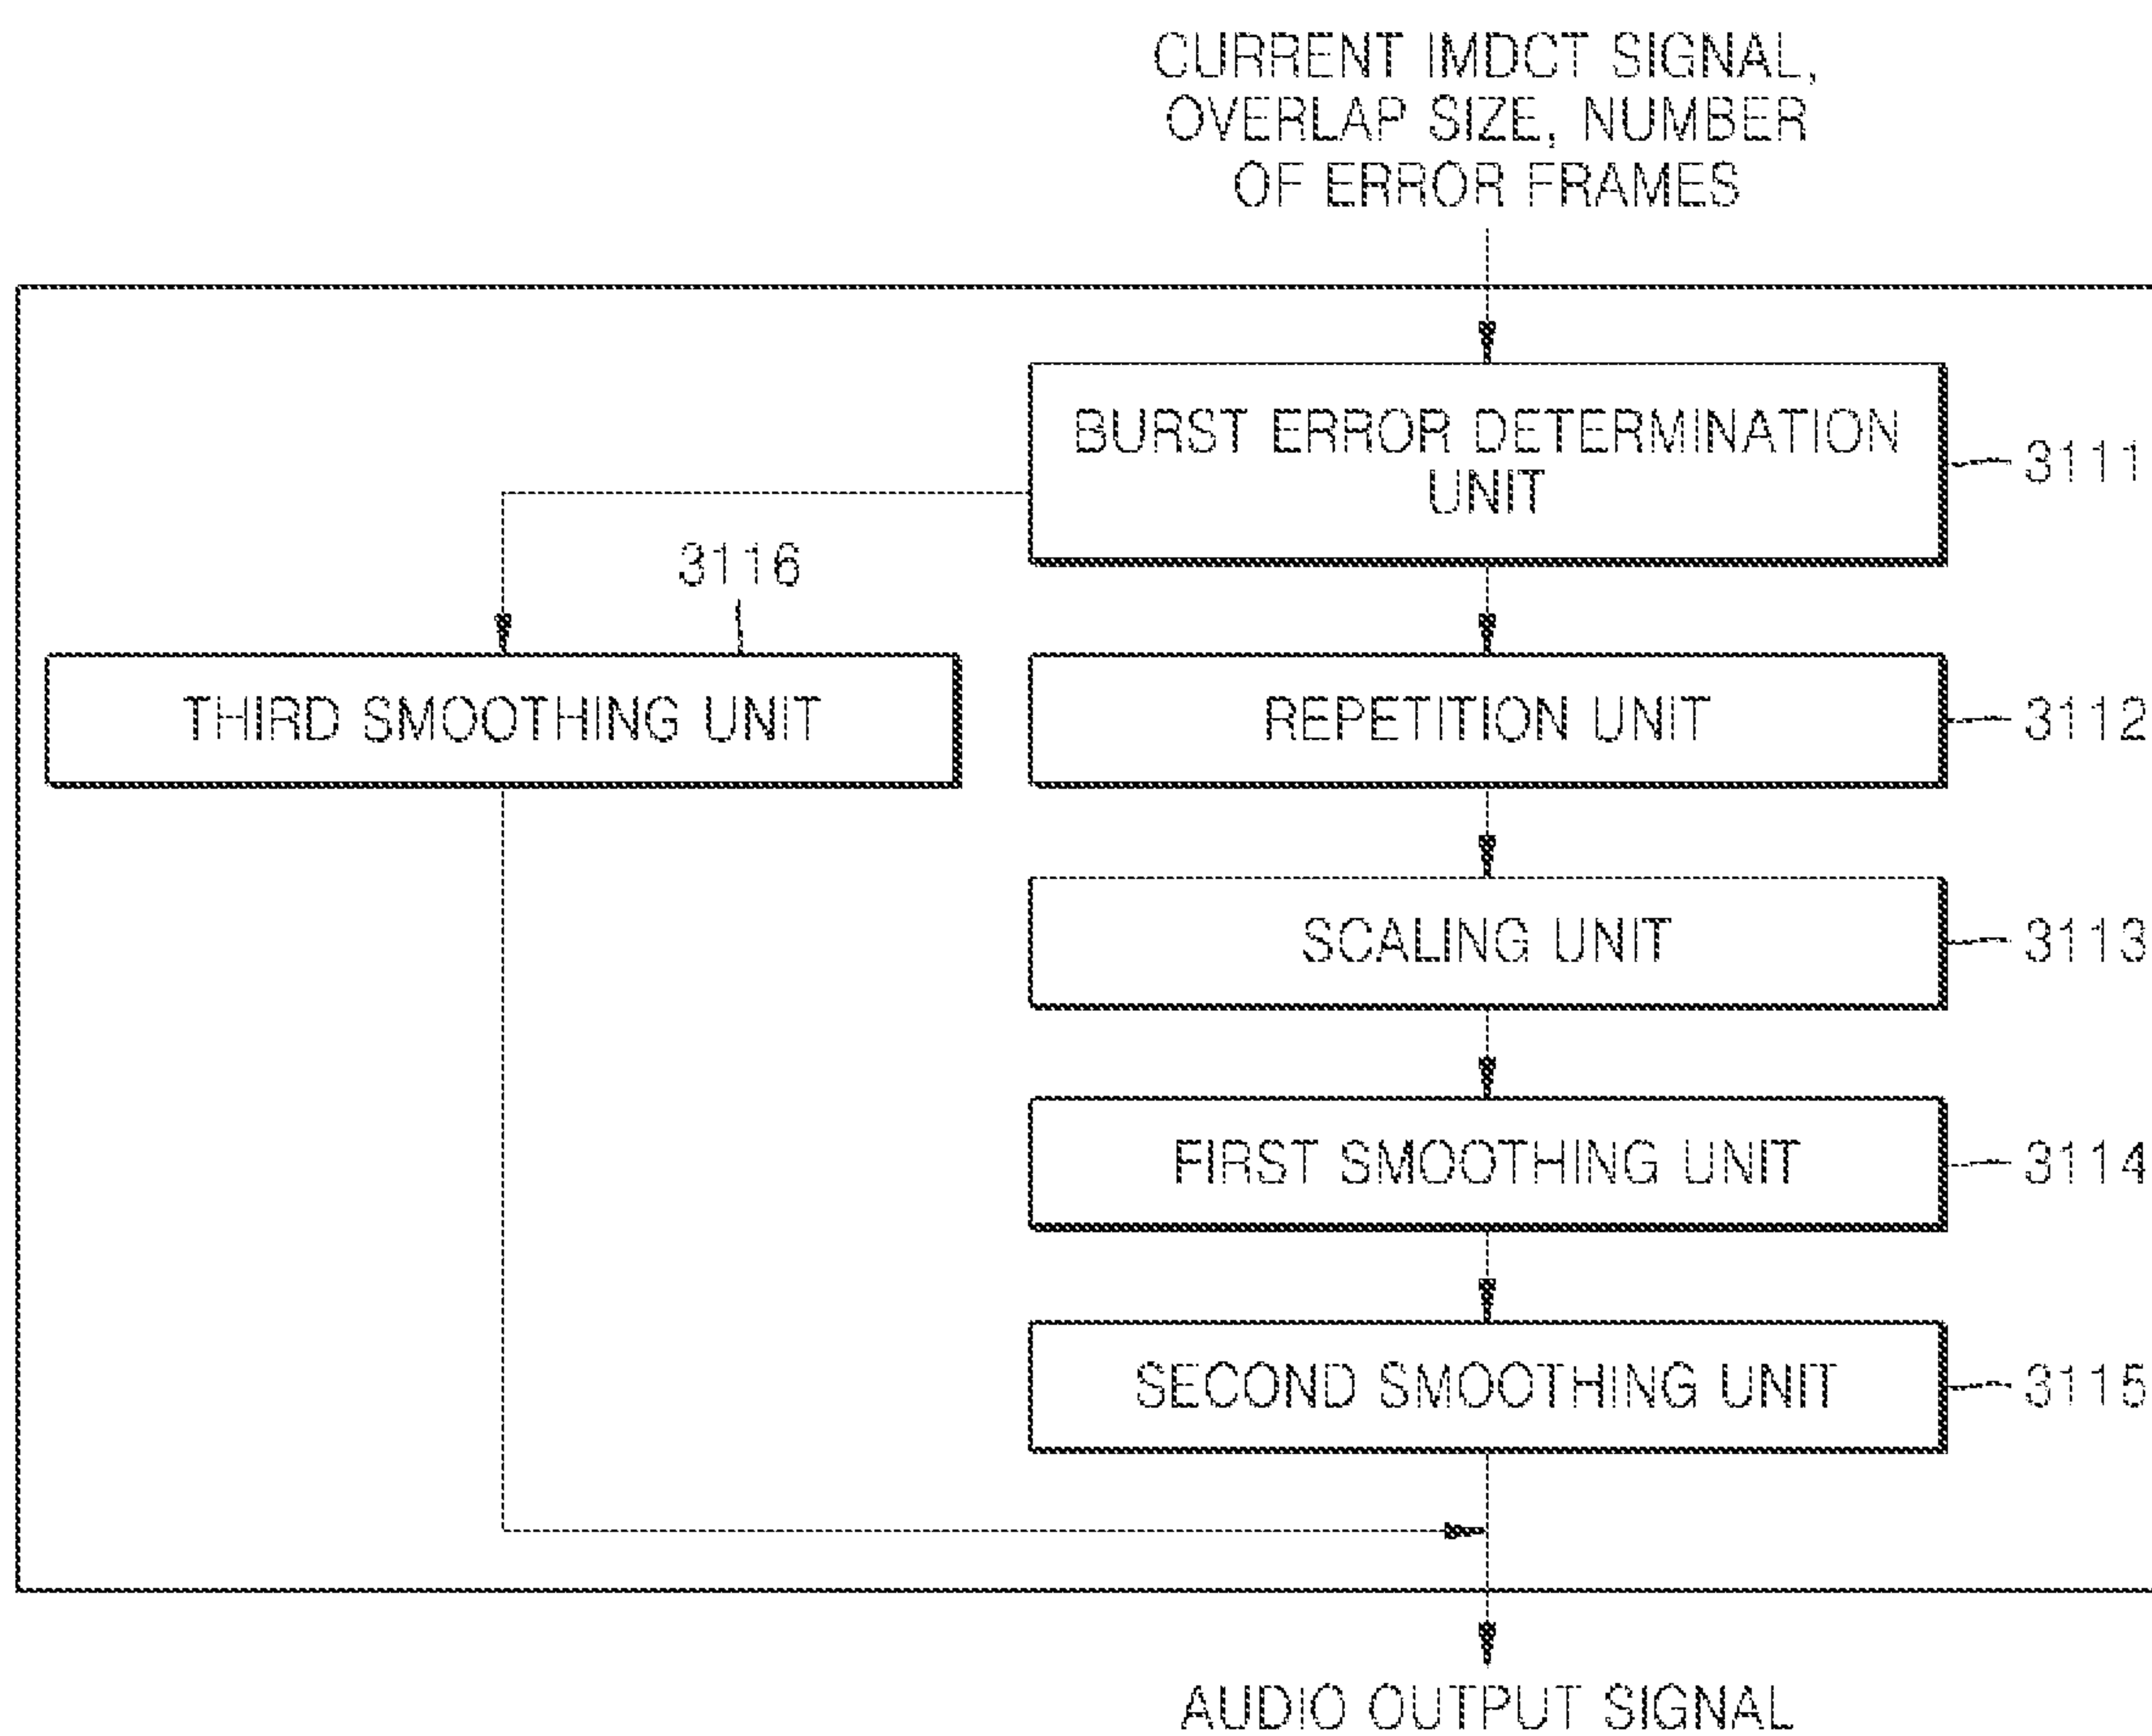 CURRENT IMDCT SIGNAL,
OVERLAP SIZE, NUMBER
OF ERROR FRAMES
BURST ERROR DETERMINATION
UNIT
3111
3116
THIRD SMOOTHING UNIT
REPETITION UNIT
3112
SCALING UNIT
3113
FIRST SMOOTHING UNIT
3114
SECOND SMOOTHING UNIT
3115
AUDIO OUTPUT SIGNAL